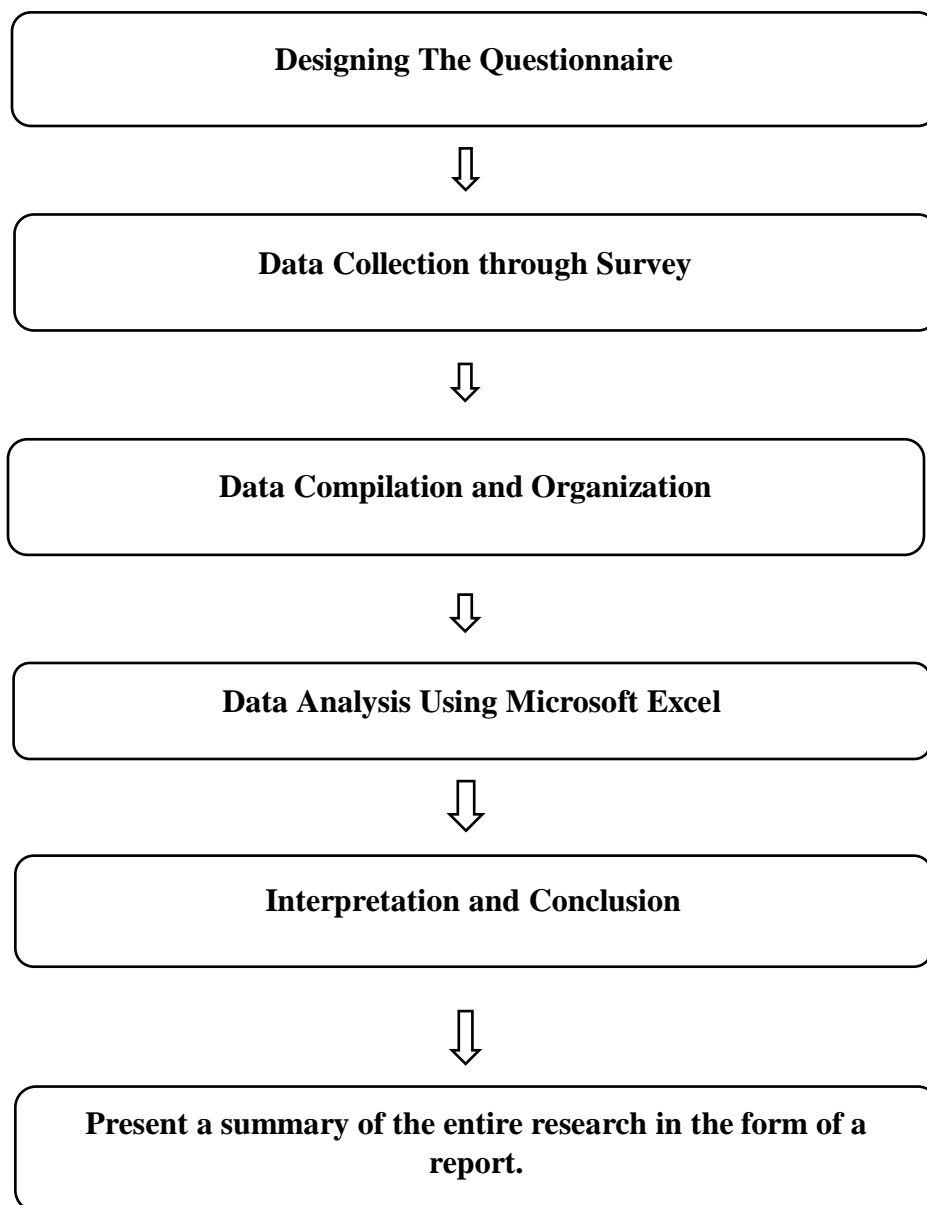 Designing The Questionnaire
Data Collection through Survey
Data Compilation and Organization
Data Analysis Using Microsoft Excel
Interpretation and Conclusion
Present a summary of the entire research in the form of a
report.